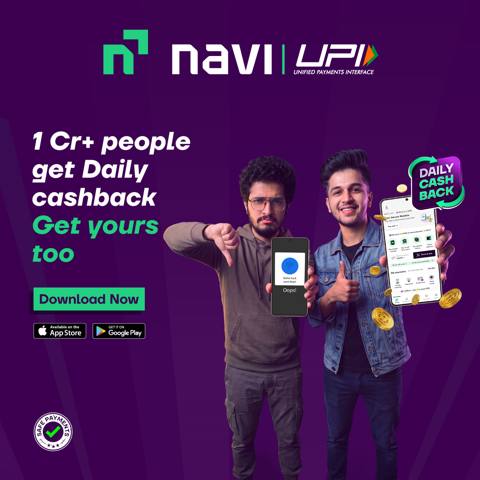 navi | UPI
UNIFIED PAYMENTS INTERFACE
1 Cr+ people
get Daily
cashback
Get yours
too
Download Now
Available on the
App Store
GET IT ON
Google Play
DAILY
CASH
BACK
Oops!
SAFE PAYMENTS